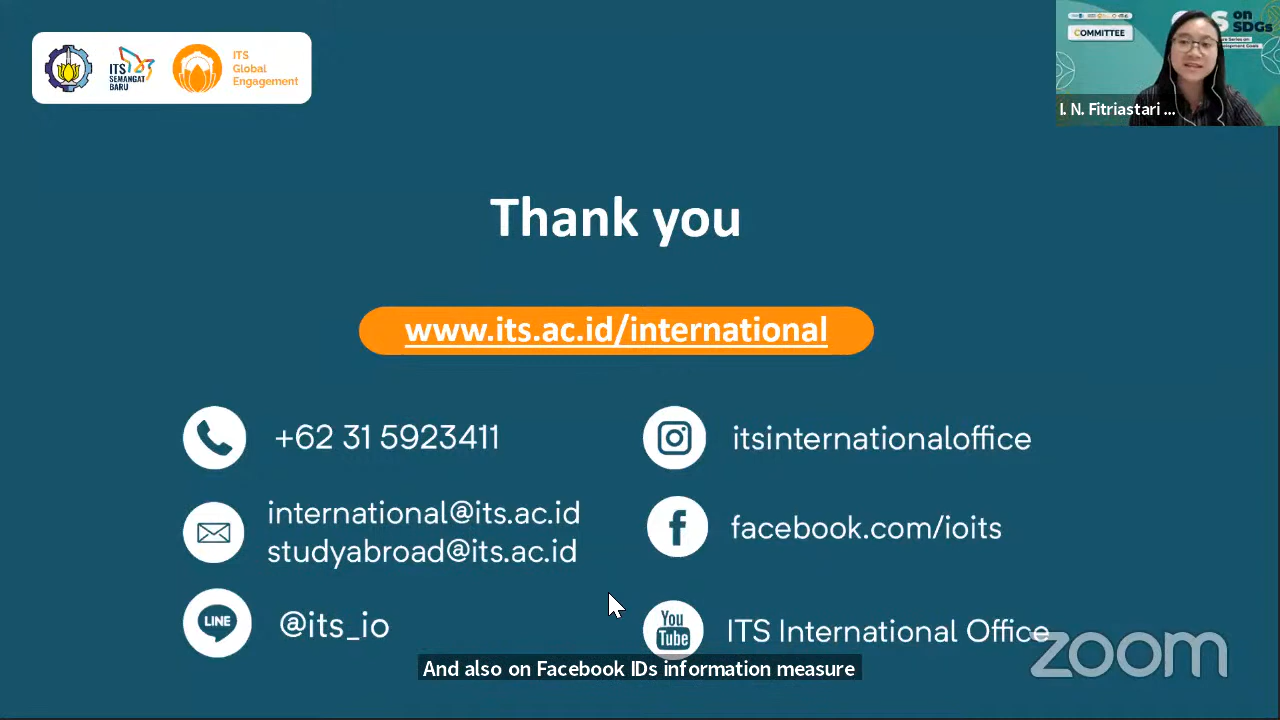 ITS
SEMANGAT
BARU
ITS
Global
Engagement
COMMITTEE
on
SDGs
I. N. Fitriastari ...
Thank you
www.its.ac.id/international
+62 31 5923411
itsinternationaloffice
international@its.ac.id
studyabroad@its.ac.id
facebook.com/ioits
LINE
@its_io
You
Tube
ITS International Office
And also on Facebook IDs information measure
zoom